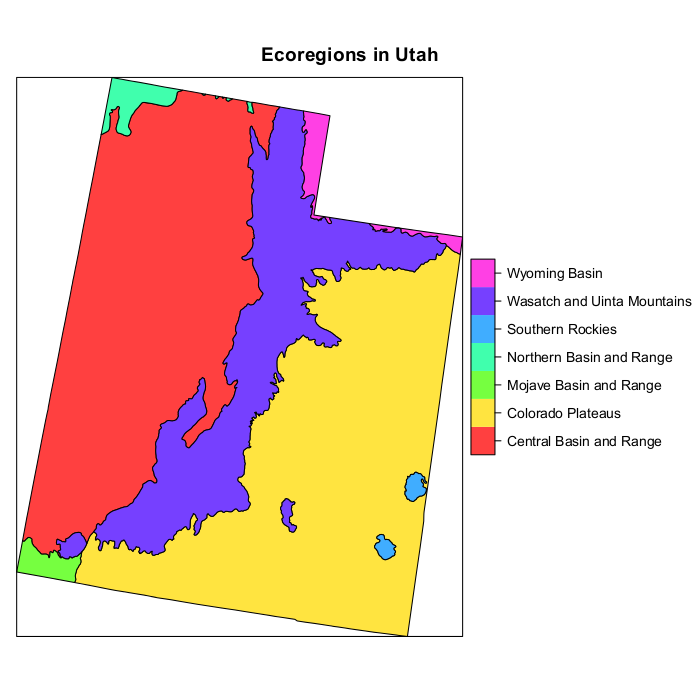 Ecoregions in Utah
Wyoming Basin
Wasatch and Uinta Mountains
Southern Rockies
Northern Basin and Range
Mojave Basin and Range
Colorado Plateaus
Central Basin and Range